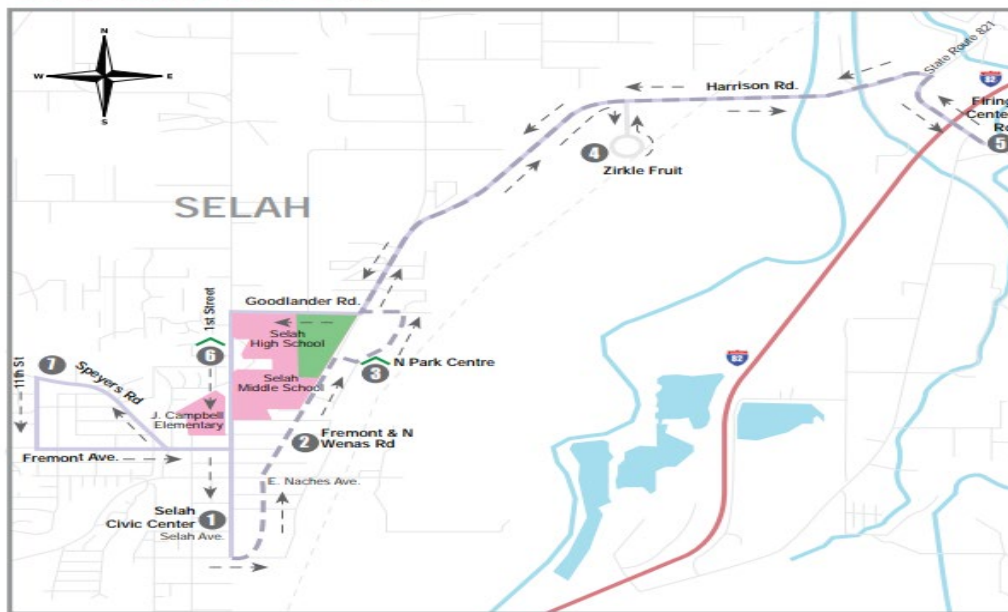 N
W
E
S
State Route 821
82
Harrison Rd.
Firing
Center
Rd
5
4
Zirkle Fruit
SELAH
Goodlander Rd.
1st Street
Selah
High School
6
N Park Centre
3
11th St
7
Speyers Rd
Selah
Middle School
82
J. Campbell
Elementary
2
Fremont & N
Wenas Rd
Fremont Ave.
E. Naches Ave.
Selah
Civic Center
1
Selah Ave.